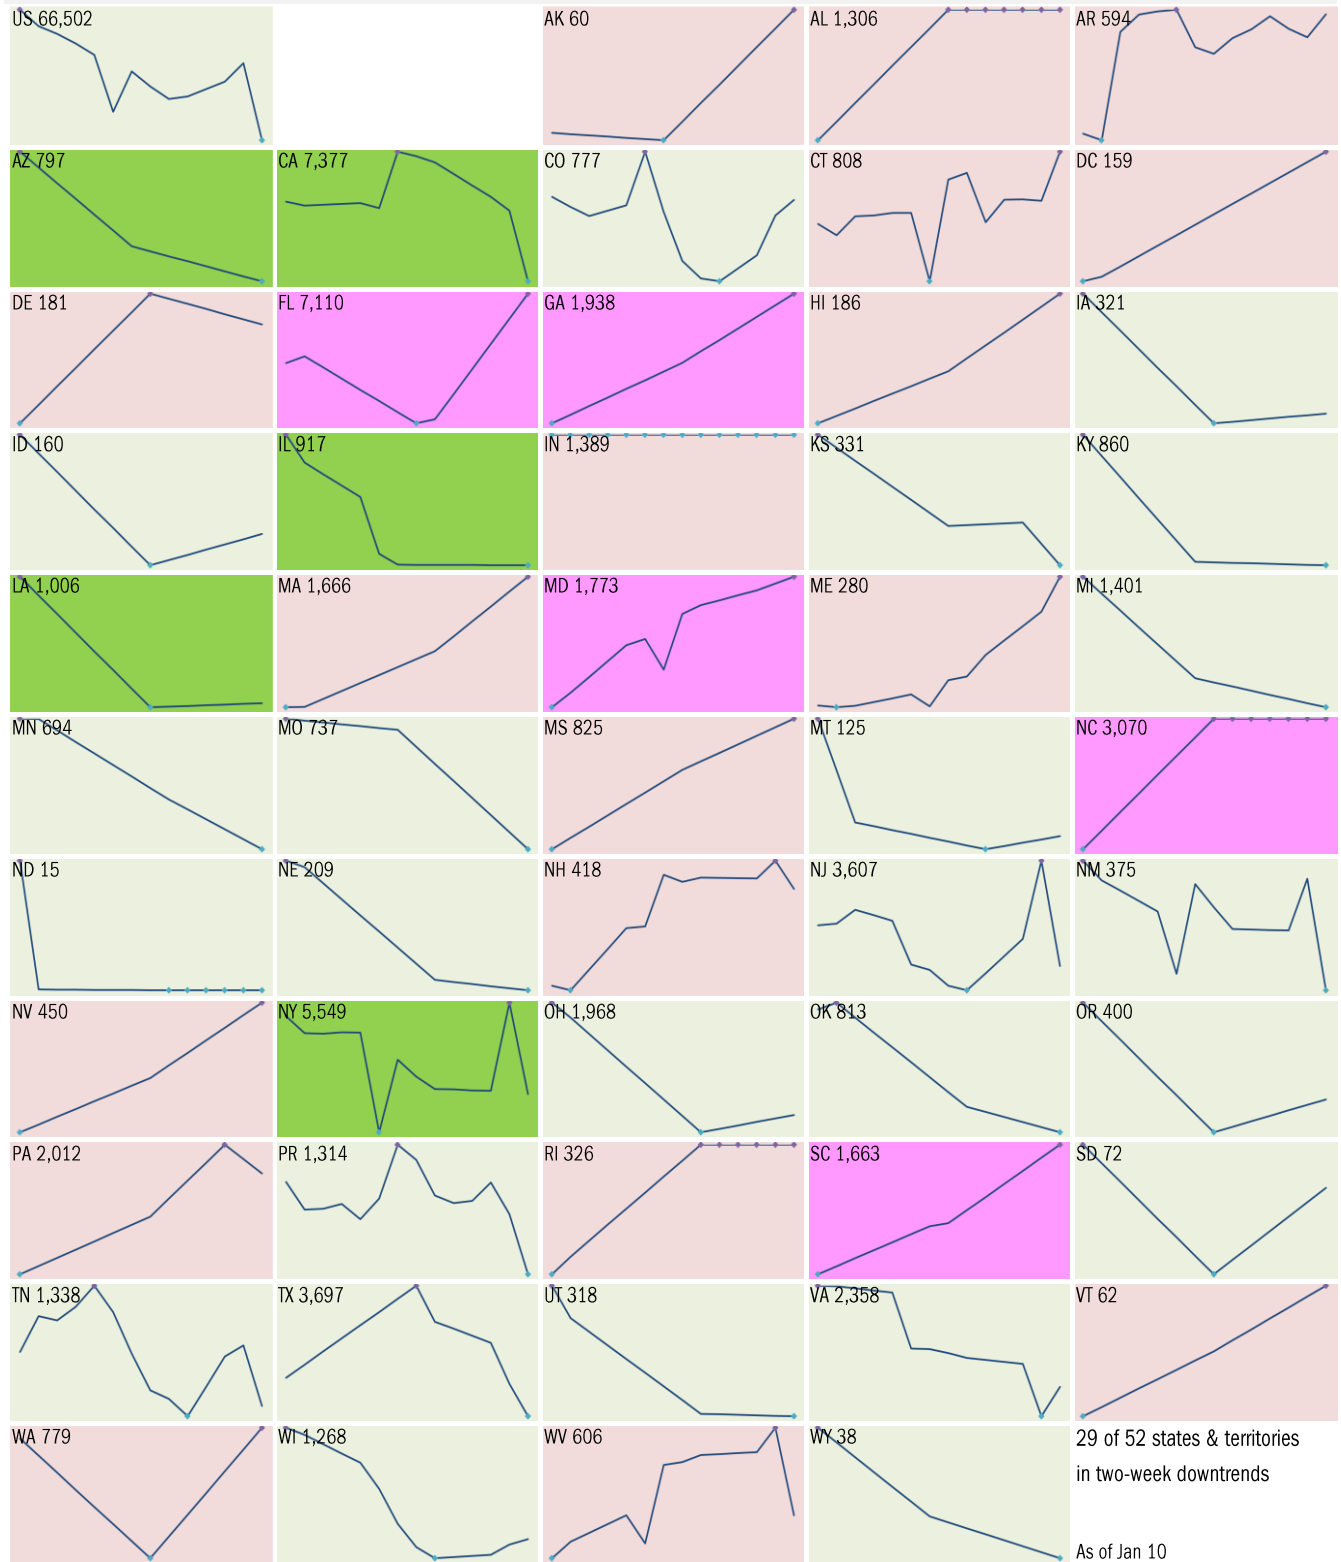 US 66,502
AK 60
AL 1,306
AR 594
AZ 797
CA 7,377
CO 777
CT 808
DC 159
DE 181
FL 7,110
GA 1,938
HI 186
IA 321
ID 160
IL 917
IN 1,389
KS 331
KY 860
LA 1,006
MA 1,666
MD 1,773
ME 280
MI 1,401
MN 694
MO 737
MS 825
MT 125
NC 3,070
ND 15
NE 209
NH 418
NJ 3,607
NM 375
NV 450
NY 5,549
OH 1,968
OK 813
OR 400
PA 2,012
PR 1,314
RI 326
SC 1,663
SD 72
TN 1,338
TX 3,697
UT 318
VA 2,358
VT 62
WA 779
WI 1,268
WV 606
WY 38
29 of 52 states & territories
in two-week downtrends
As of Jan 10